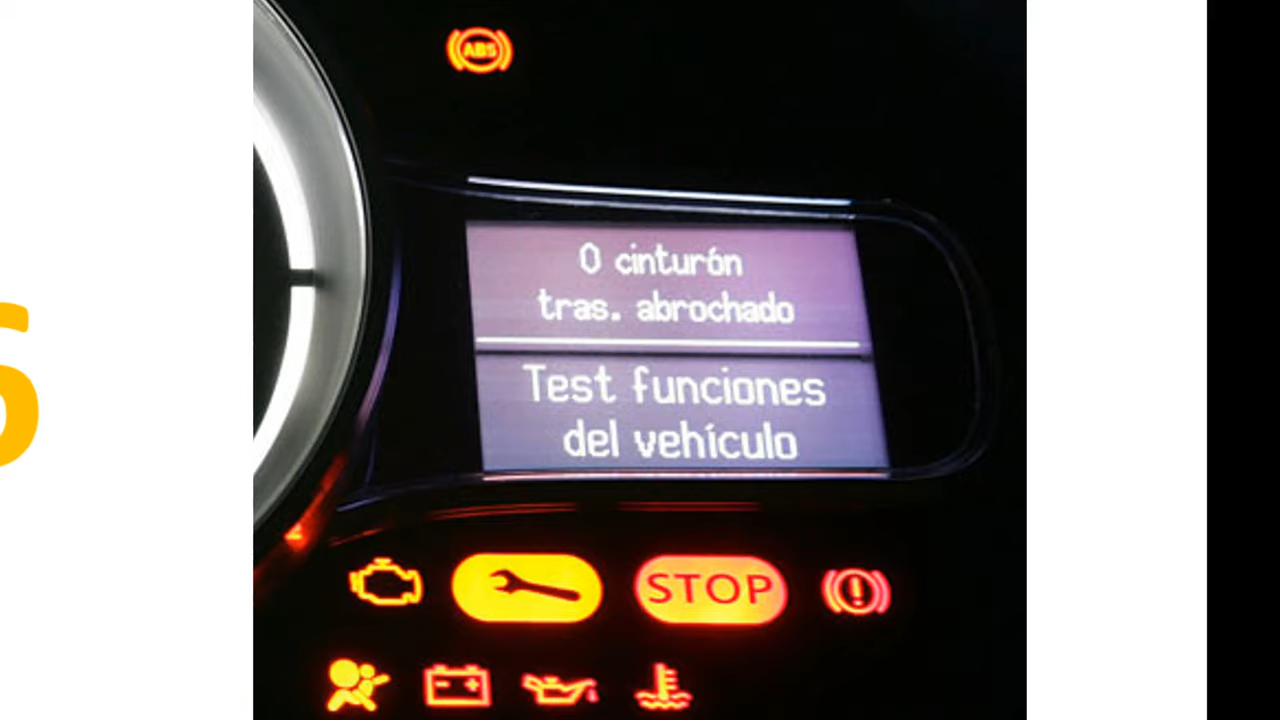 ABS
0 cinturón
tras. abrochado
Test funciones
del vehículo
STOP